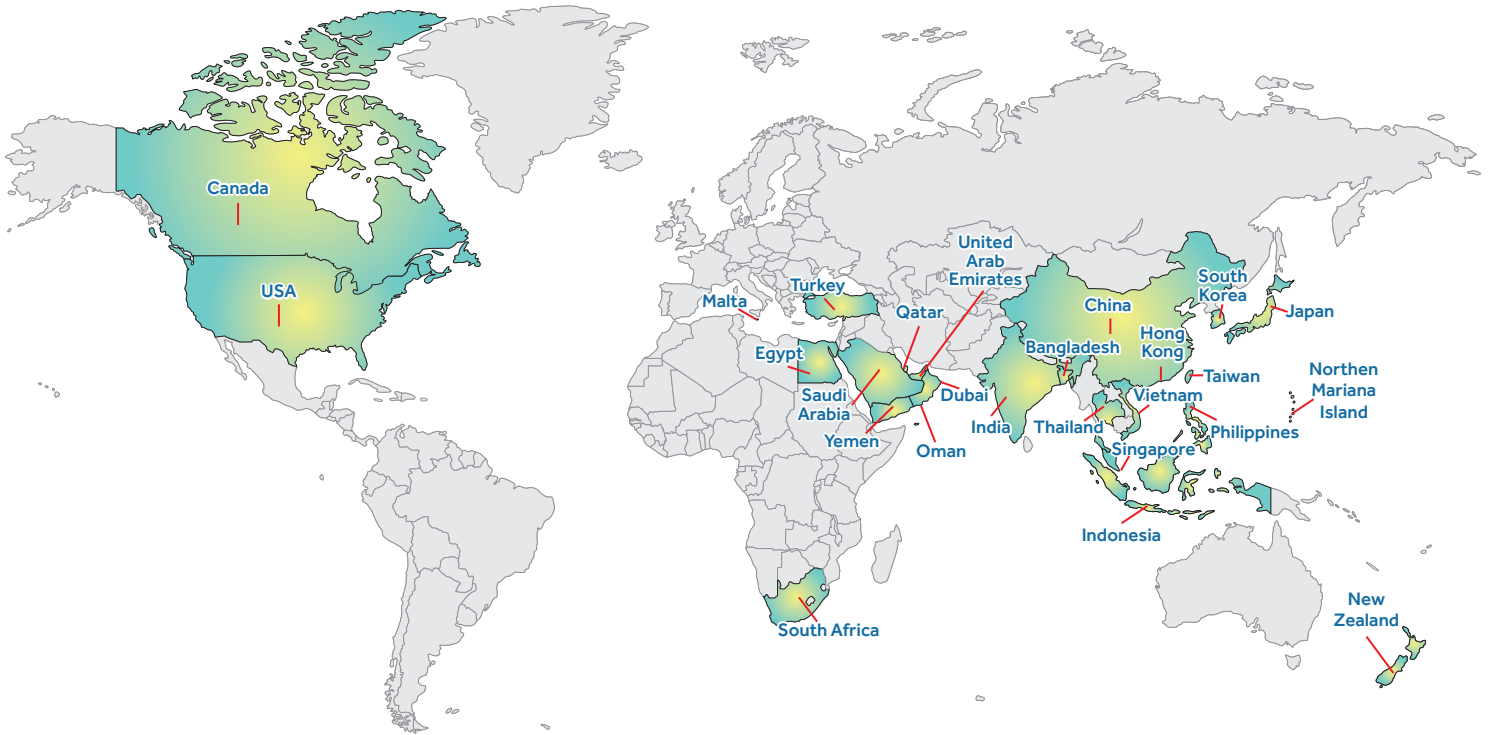 Canada
USA
Malta
Turkey
Egypt
Saudi
Arabia
Yemen
Qatar
United
Arab
Emirates
Dubai
Oman
India
Bangladesh
China
Hong
Kong
South
Korea
Japan
Taiwan
Vietnam
Thailand
Singapore
Philippines
Northen
Mariana
Island
Indonesia
South Africa
New
Zealand